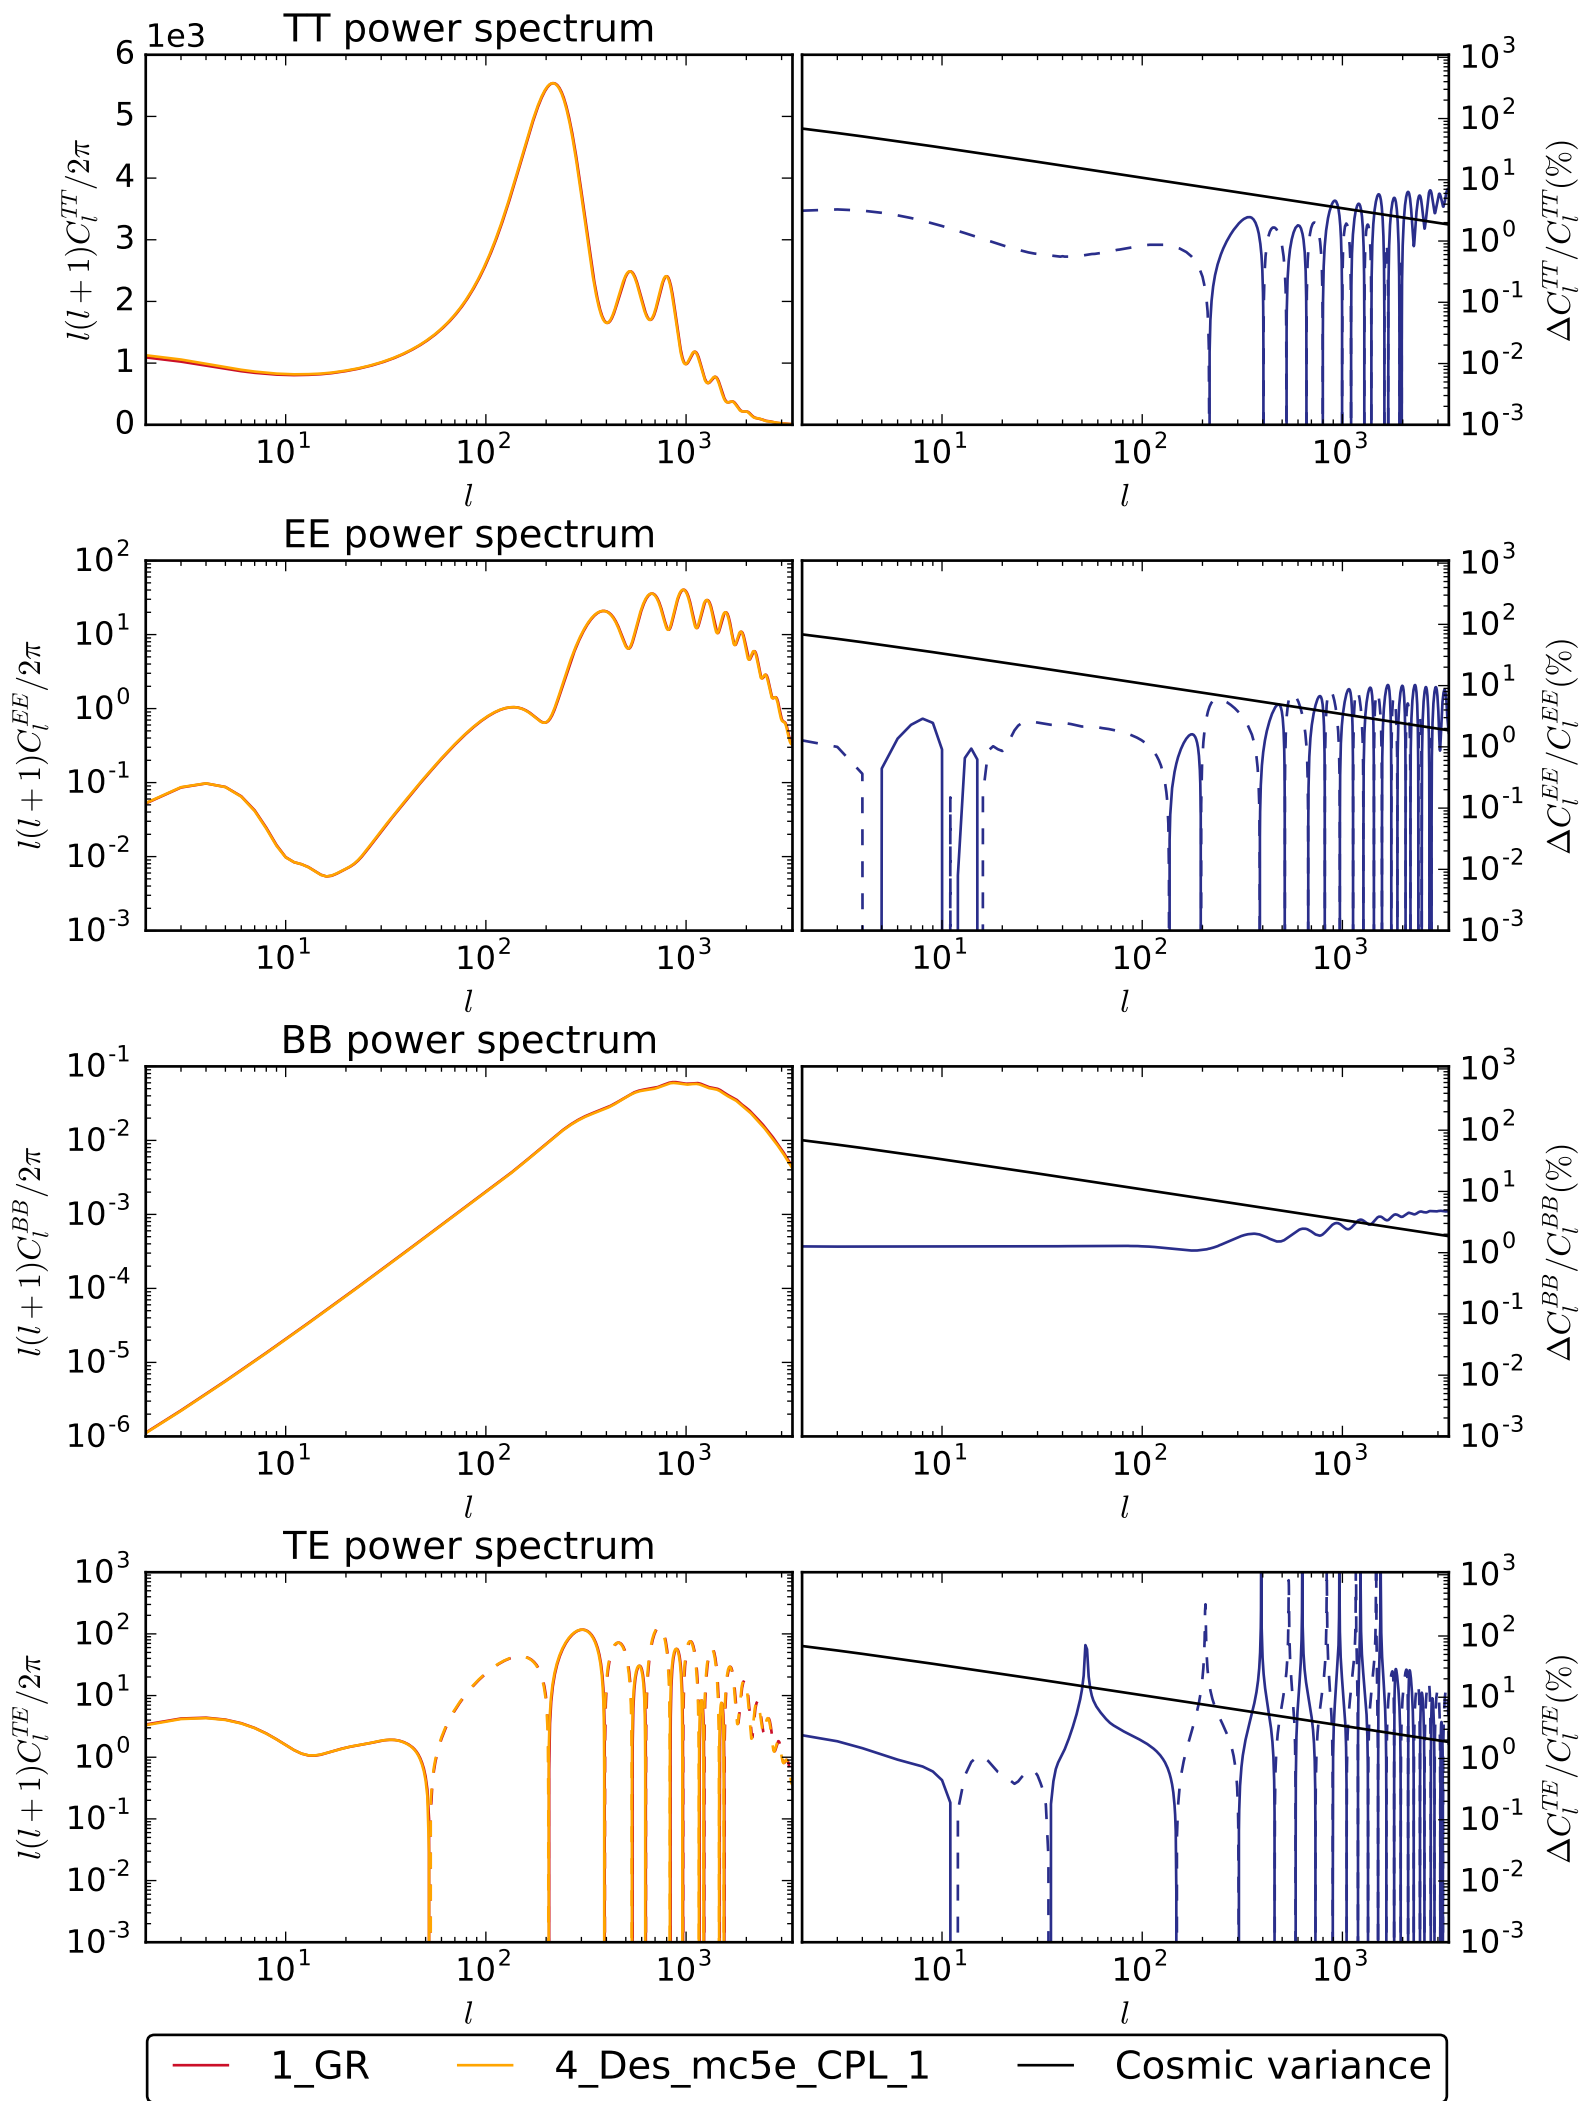 TT power spectrum
1e3
6
5
4
3
2
1
0
l(l+1)C_l^{TT}/2π
10^1 10^2 10^3
l
10^3
10^2
10^1
10^0
10^-1
10^-2
10^-3
ΔC_l^{TT}/C_l^{TT}(%)
10^1 10^2 10^3
l
EE power spectrum
10^2
10^1
10^0
10^-1
10^-2
10^-3
l(l+1)C_l^{EE}/2π
10^1 10^2 10^3
l
10^3
10^2
10^1
10^0
10^-1
10^-2
10^-3
ΔC_l^{EE}/C_l^{EE}(%)
10^1 10^2 10^3
l
BB power spectrum
10^-1
10^-2
10^-3
10^-4
10^-5
10^-6
l(l+1)C_l^{BB}/2π
10^1 10^2 10^3
l
10^3
10^2
10^1
10^0
10^-1
10^-2
10^-3
ΔC_l^{BB}/C_l^{BB}(%)
10^1 10^2 10^3
l
TE power spectrum
10^3
10^2
10^1
10^0
10^-1
10^-2
10^-3
l(l+1)C_l^{TE}/2π
10^1 10^2 10^3
l
10^3
10^2
10^1
10^0
10^-1
10^-2
10^-3
ΔC_l^{TE}/C_l^{TE}(%)
10^1 10^2 10^3
l
1_GR 4_Des_mc5e_CPL_1 Cosmic variance